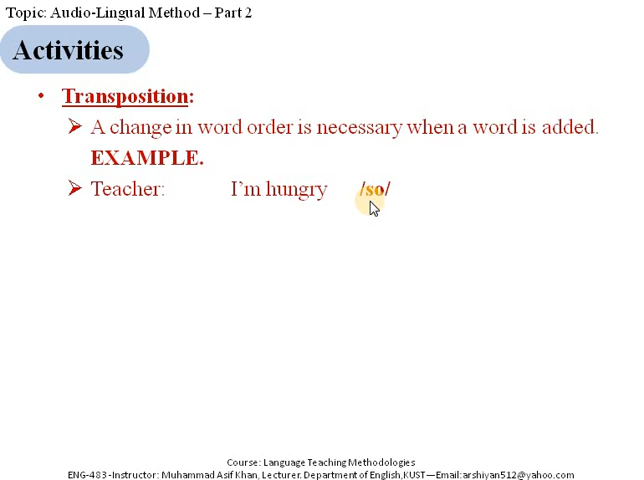 Topic: Audio-Lingual Method – Part 2
Activities
• Transposition:
➢ A change in word order is necessary when a word is added.
EXAMPLE.
➢ Teacher: I'm hungry /so/
Course: Language Teaching Methodologies
ENG-483 -Instructor: Muhammad Asif Khan, Lecturer. Department of English,KUST—Email:arshiyan512@yahoo.com